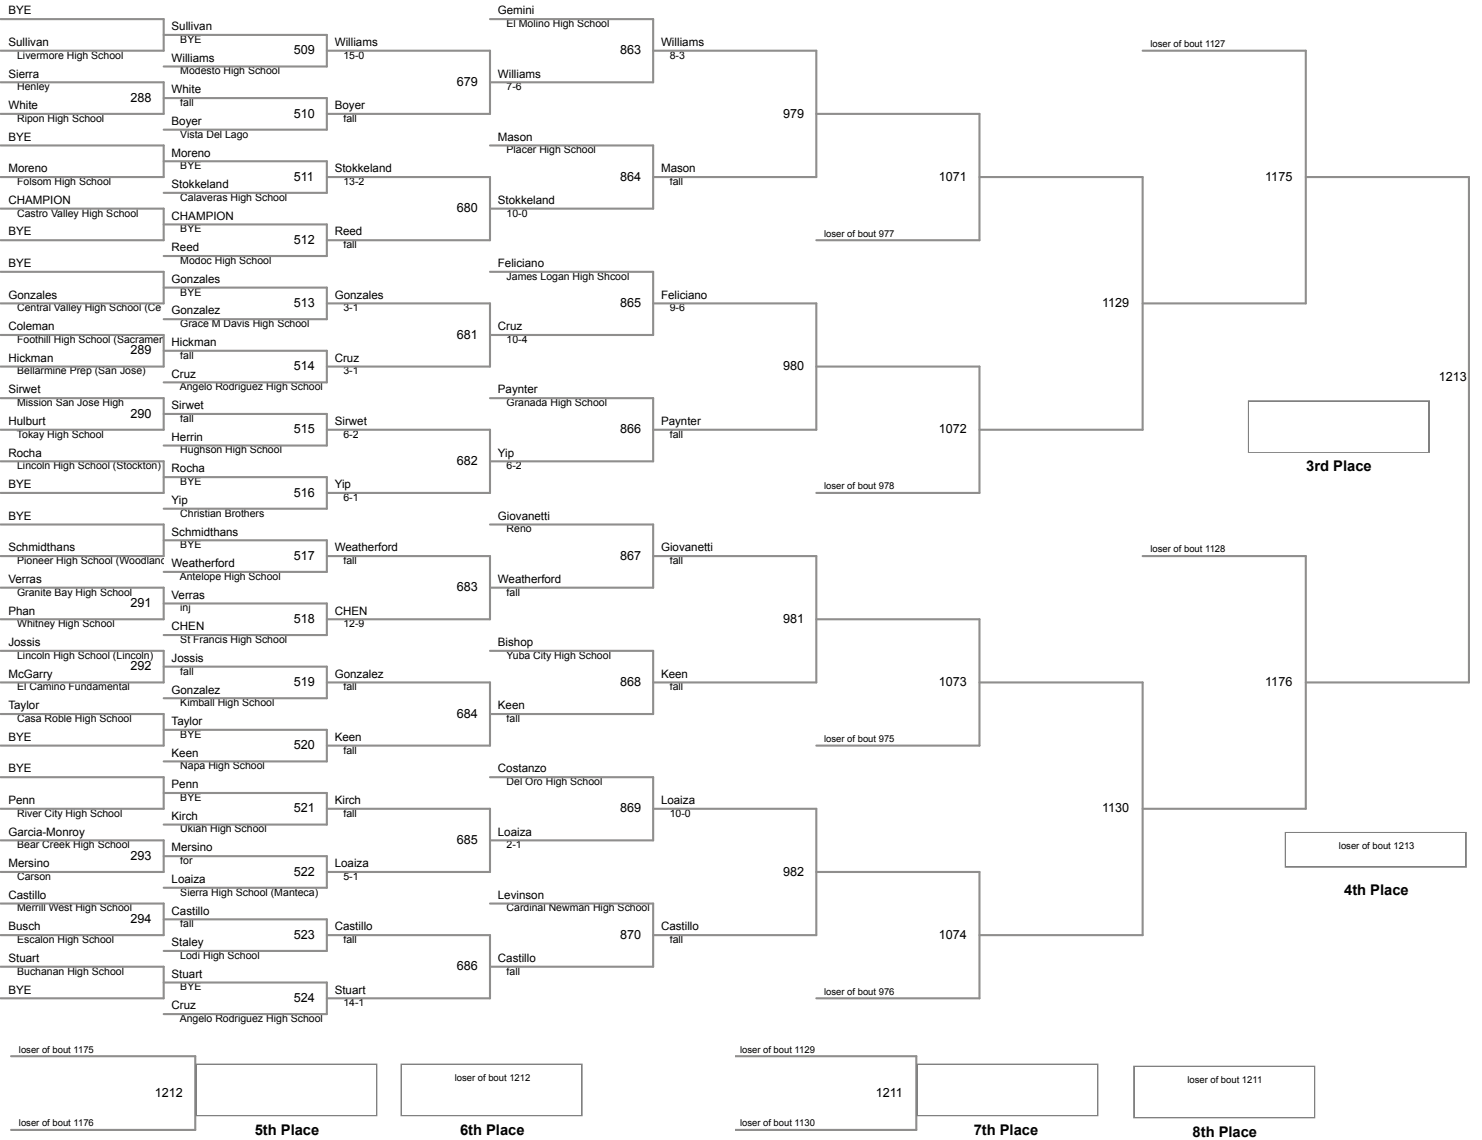 BYE
Sullivan
Livermore High School
Sierra
Henley
288
White
Ripon High School
BYE
Moreno
Folsom High School
CHAMPION
Castro Valley High School
BYE
BYE
Gonzales
Central Valley High School (Ce
Coleman
Foothill High School (Sacramen
289
Hickman
Bellarmine Prep (San Jose)
Sirwet
Mission San Jose High
290
Hulburt
Tokay High School
Rocha
Lincoln High School (Stockton)
BYE
BYE
Schmidthans
Pioneer High School (Woodland
Verras
Granite Bay High School
291
Phan
Whitney High School
Jossis
Lincoln High School (Lincoln)
292
McGarry
El Camino Fundamental
Taylor
Casa Roble High School
BYE
BYE
Penn
River City High School
Garcia-Monroy
Bear Creek High School
293
Mersino
Carson
Castillo
Merrill West High School
294
Busch
Escalon High School
Stuart
Buchanan High School
BYE
Sullivan
BYE
509
Williams
Modesto High School
White
fall
510
Boyer
Vista Del Lago
Moreno
BYE
511
Stokkeland
Calaveras High School
CHAMPION
BYE
512
Reed
Modoc High School
Gonzales
BYE
513
Gonzalez
Grace M Davis High School
Hickman
fall
514
Cruz
Angelo Rodriguez High School
Sirwet
fall
515
Herrin
Hughson High School
Rocha
BYE
516
Yip
Christian Brothers
Schmidthans
BYE
517
Weatherford
Antelope High School
Verras
inj
518
CHEN
St Francis High School
Jossis
fall
519
Gonzalez
Kimball High School
Taylor
BYE
520
Keen
Napa High School
Penn
BYE
521
Kirch
Ukiah High School
Mersino
for
522
Loaiza
Sierra High School (Manteca)
Castillo
fall
523
Staley
Lodi High School
Stuart
BYE
524
Cruz
Angelo Rodriguez High School
Williams
15-0
679
Boyer
fall
Stokkeland
13-2
680
Reed
fall
Gonzales
3-1
681
Cruz
3-1
Sirwet
6-2
682
Yip
6-1
Weatherford
fall
683
CHEN
12-9
Gonzalez
fall
684
Keen
fall
Kirch
fall
685
Loaiza
5-1
Castillo
fall
686
Stuart
14-1
Gemini
El Molino High School
863
Williams
7-6
Mason
Placer High School
864
Stokkeland
10-0
Feliciano
James Logan High Shcool
865
Cruz
10-4
Paynter
Granada High School
866
Yip
6-2
Giovanetti
Reno
867
Weatherford
fall
Bishop
Yuba City High School
868
Keen
fall
Costanzo
Del Oro High School
869
Loaiza
2-1
Levinson
Cardinal Newman High School
870
Castillo
fall
Williams
8-3
979
Mason
fall
Feliciano
9-6
980
Paynter
fall
Giovanetti
fall
981
Keen
fall
Loaiza
10-0
982
Castillo
fall
1071
loser of bout 977
1072
loser of bout 978
1073
loser of bout 975
1074
loser of bout 976
1129
1130
loser of bout 1127
1175
loser of bout 1128
1176
1213
3rd Place
loser of bout 1213
4th Place
loser of bout 1175
1212
loser of bout 1176
5th Place
loser of bout 1212
6th Place
loser of bout 1129
1211
loser of bout 1130
7th Place
loser of bout 1211
8th Place